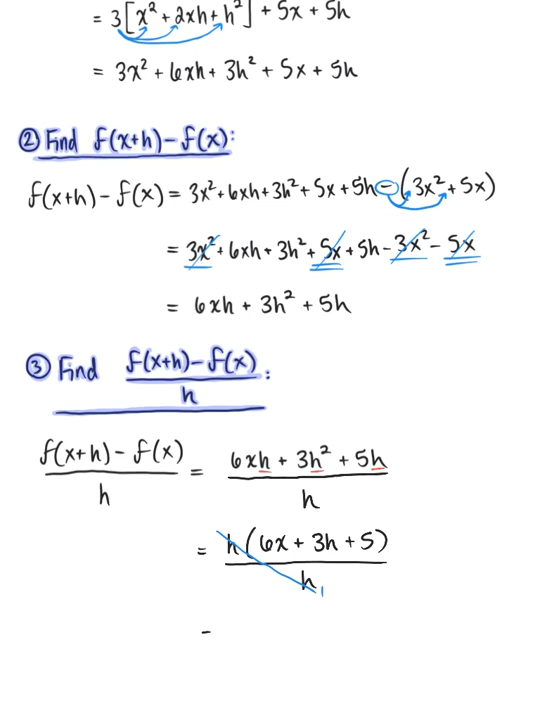 = 3[x² + 2xh + h²] + 5x + 5h
= 3x² + 6xh + 3h² + 5x + 5h
② Find f(x+h) - f(x):
f(x+h) - f(x) = 3x² + 6xh + 3h² + 5x + 5h - (3x² + 5x)
= 3x² + 6xh + 3h² + 5x + 5h - 3x² - 5x
= 6xh + 3h² + 5h
③ Find f(x+h) - f(x) / h :
f(x+h) - f(x) / h = 6xh + 3h² + 5h / h
= h(6x + 3h + 5) / h 1
-